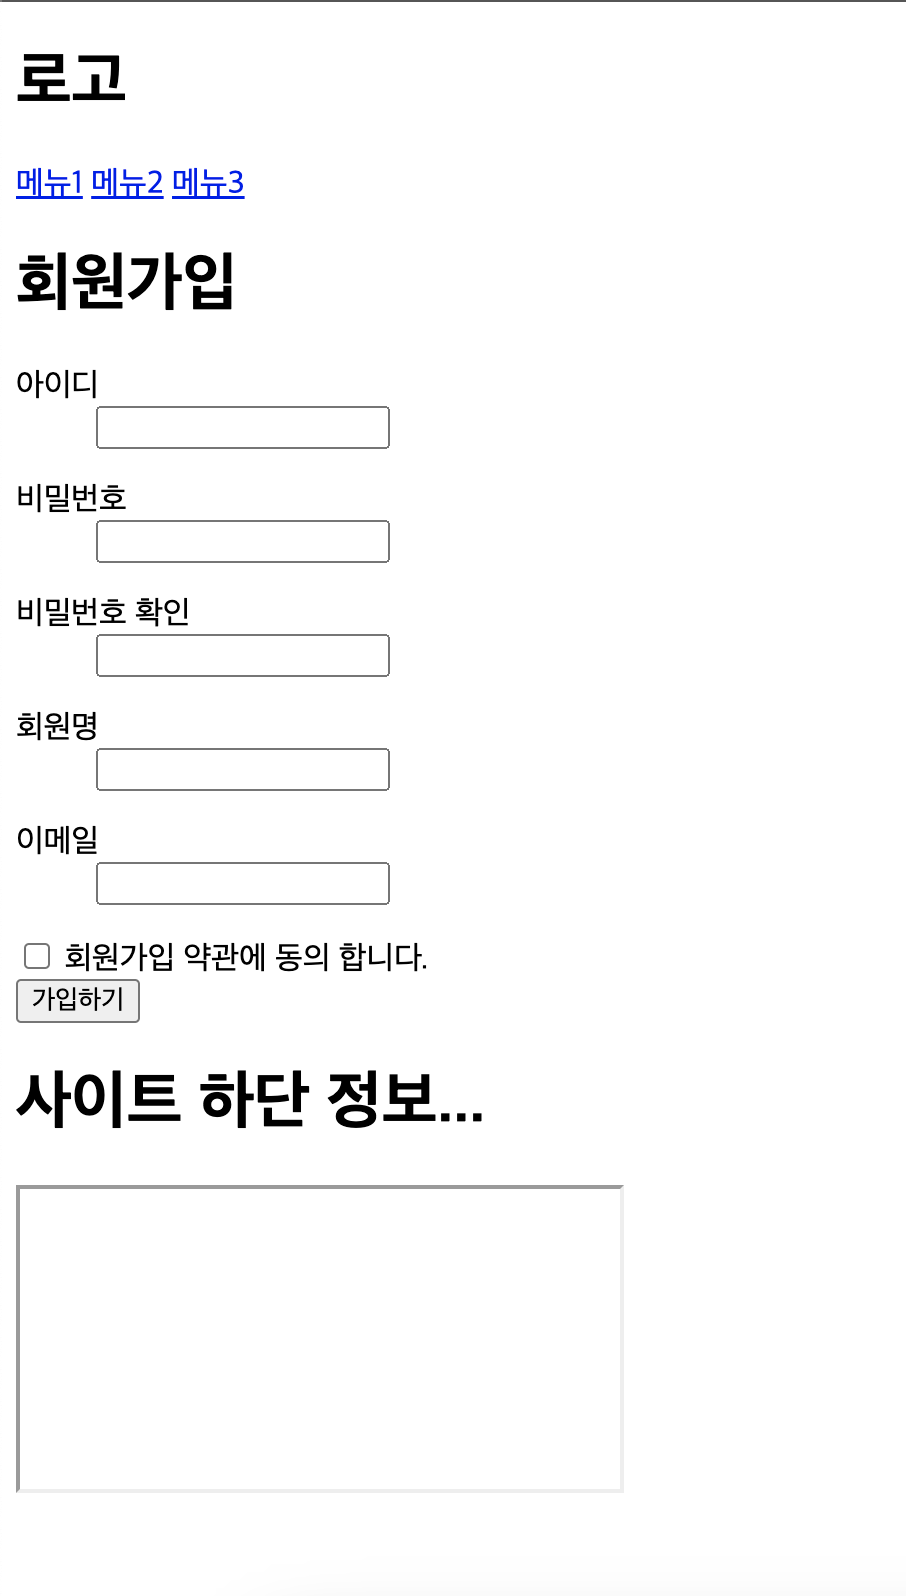 로고
메뉴1 메뉴2 메뉴3
회원가입
아이디
비밀번호
비밀번호 확인
회원명
이메일
회원가입 약관에 동의 합니다.
가입하기
사이트 하단 정보...